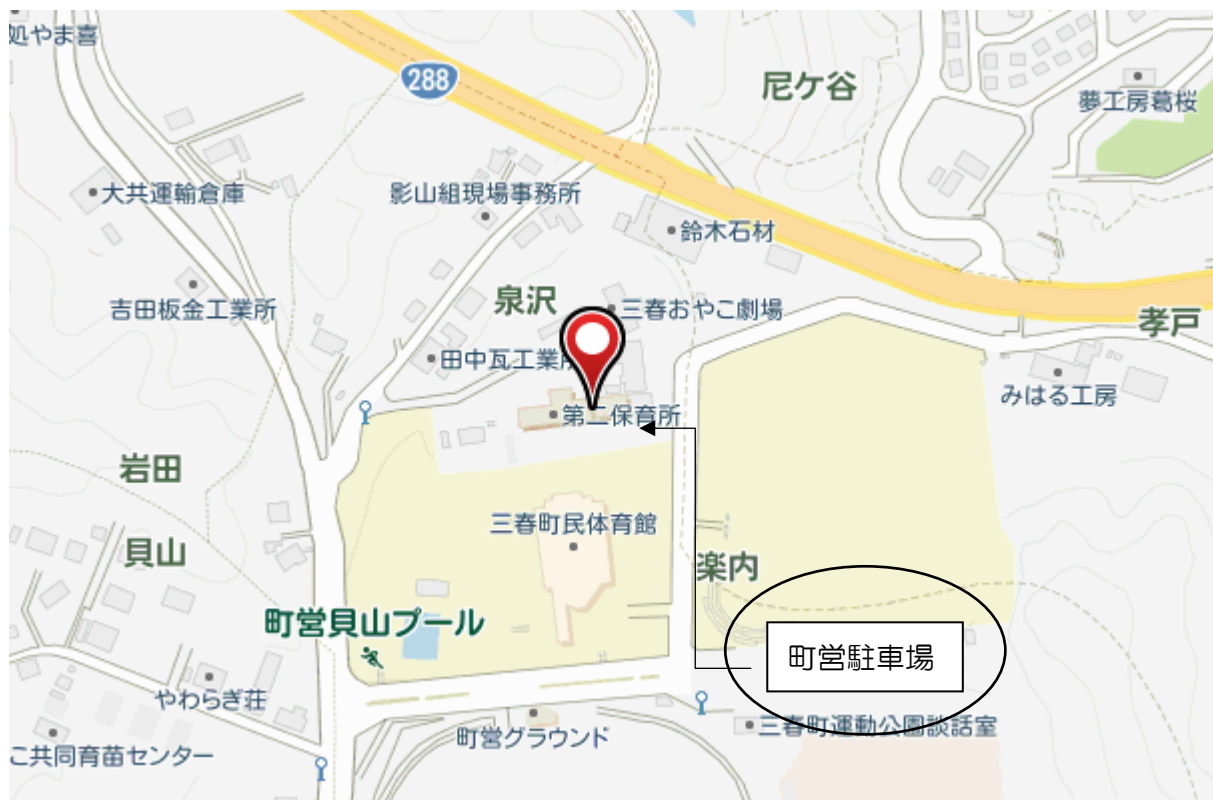 処やま喜
288
尼ケ谷
夢工房葛桜
大共運輸倉庫
影山組現場事務所
鈴木石材
泉沢
吉田板金工業所
三春おやこ劇場
孝戸
田中瓦工業所
みはる工房
第二保育所
岩田
三春町民体育館
貝山
楽内
町営貝山プール
町営駐車場
やわらぎ荘
町営グラウンド
三春町運動公園談話室
こ共同育苗センター